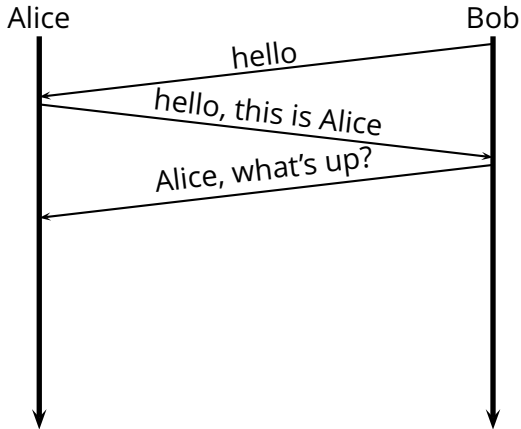 Alice
Bob
hello
hello, this is Alice
Alice, what’s up?